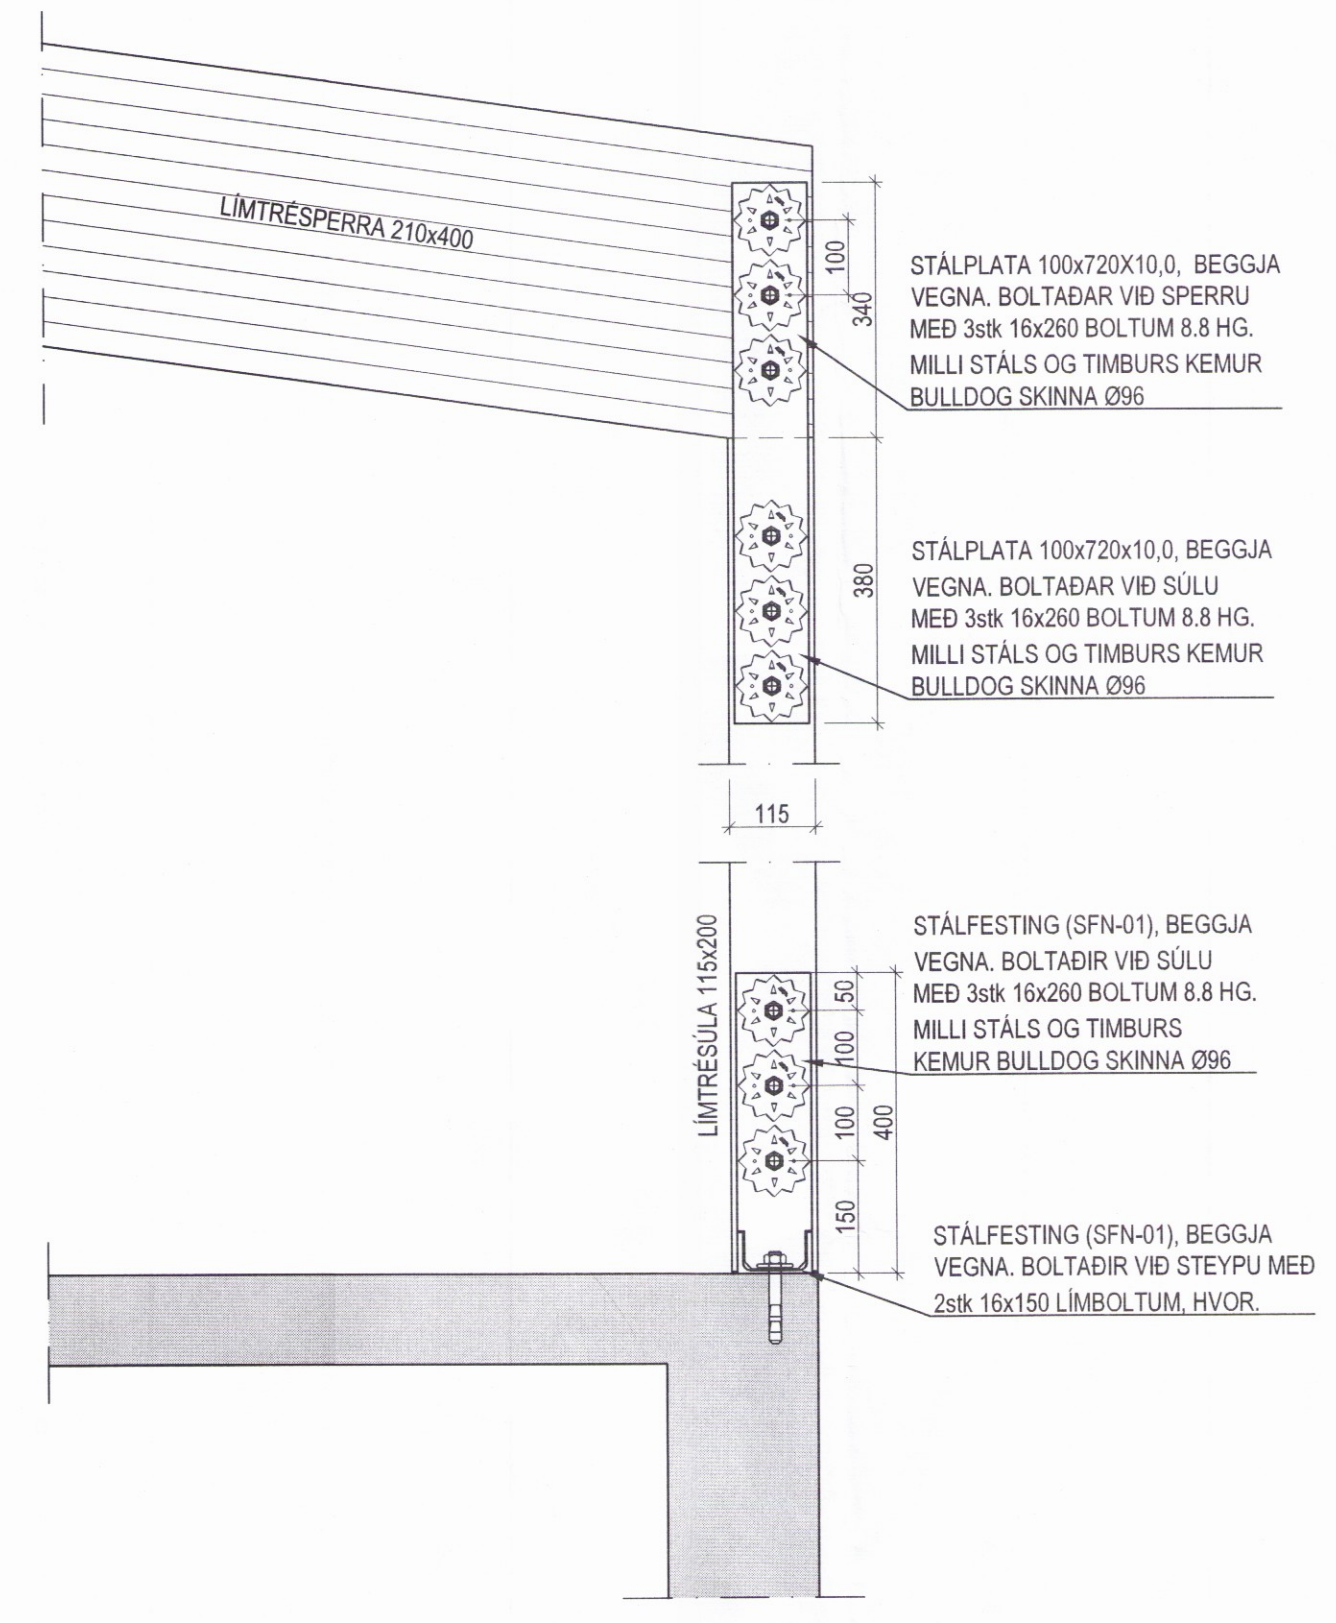 LÍMTRÉSPERRA 210x400
100
340
STÁLPLATA 100x720X10,0, BEGGJA
VEGNA. BOLTAÐAR VIÐ SPERRU
MEÐ 3stk 16x260 BOLTUM 8.8 HG.
MILLI STÁLS OG TIMBURS KEMUR
BULLDOG SKINNA Ø96
380
STÁLPLATA 100x720x10,0, BEGGJA
VEGNA. BOLTAÐAR VIÐ SÚLU
MEÐ 3stk 16x260 BOLTUM 8.8 HG.
MILLI STÁLS OG TIMBURS KEMUR
BULLDOG SKINNA Ø96
115
LÍMTRÉSÚLA 115x200
50
100
100
150
400
STÁLFESTING (SFN-01), BEGGJA
VEGNA. BOLTAÐIR VIÐ SÚLU
MEÐ 3stk 16x260 BOLTUM 8.8 HG.
MILLI STÁLS OG TIMBURS
KEMUR BULLDOG SKINNA Ø96
STÁLFESTING (SFN-01), BEGGJA
VEGNA. BOLTAÐIR VIÐ STEYPU MEÐ
2stk 16x150 LÍMBOLTUM, HVOR.